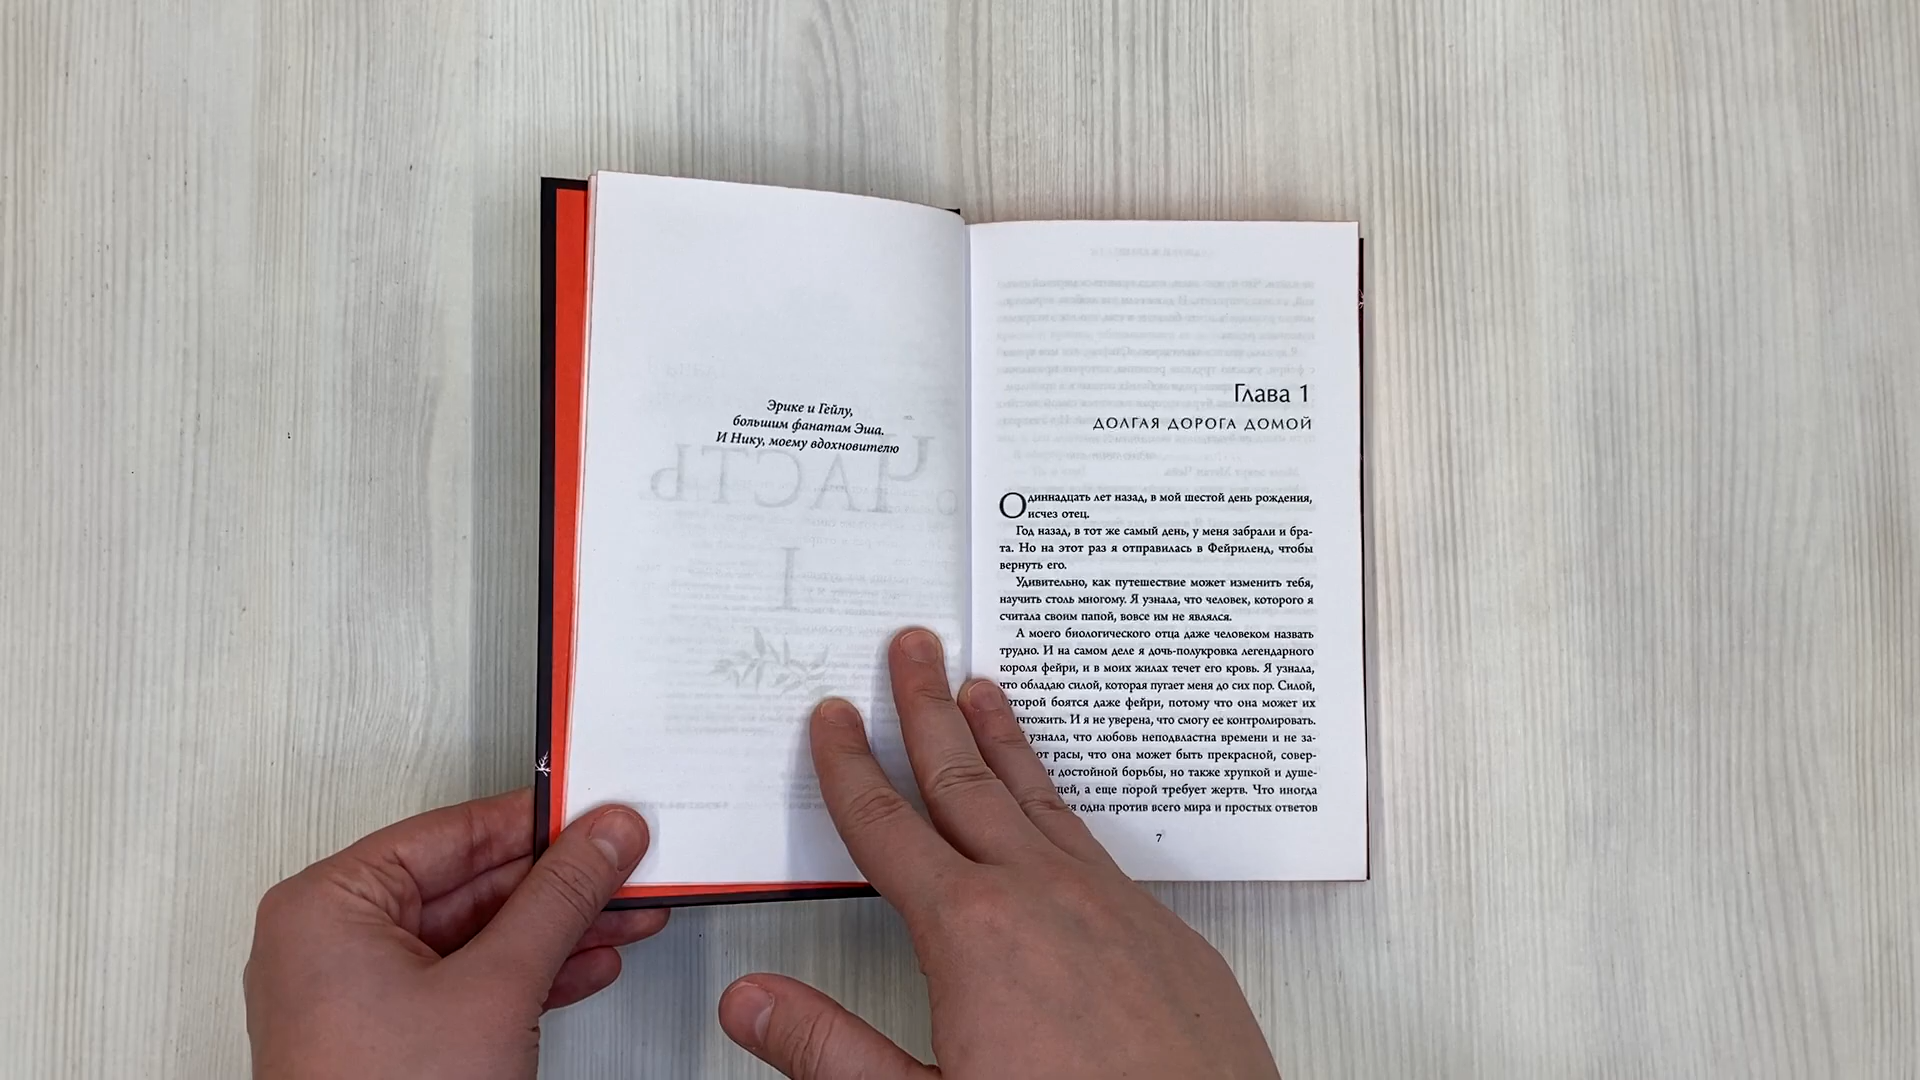 Эрике и Гейлу,
большим фанатам Эша.
И Нику, моему вдохновителю
ЧАСТЬ
I
Глава 1
ДОЛГАЯ ДОРОГА ДОМОЙ
Одиннадцать лет назад, в мой шестой день рождения,
исчез отец.
Год назад, в тот же самый день, у меня забрали и бра-
та. Но на этот раз я отправилась в Фейриленд, чтобы
вернуть его.
Удивительно, как путешествие может изменить тебя,
научить столь многому. Я узнала, что человек, которого я
считала своим папой, вовсе им не являлся.
А моего биологического отца даже человеком назвать
трудно. И на самом деле я дочь-полукровка легендарного
короля фейри, и в моих жилах течет его кровь. Я узнала,
что обладаю силой, которая пугает меня до сих пор. Силой,
которой боятся даже фейри, потому что она может их
чтожить. И я не уверена, что смогу ее контролировать.
узнала, что любовь неподвластна времени и не за-
от расы, что она может быть прекрасной, совер-
и достойной борьбы, но также хрупкой и душе-
щей, а еще порой требует жертв. Что иногда
ся одна против всего мира и простых ответов
7